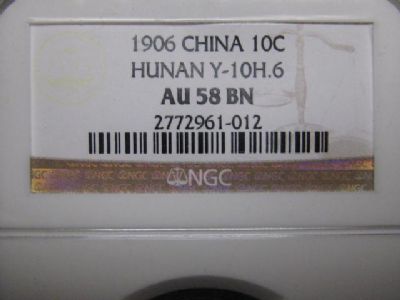 1906 CHINA 10C
HUNAN Y-10H.6
AU 58 BN
2772961-012
NGC